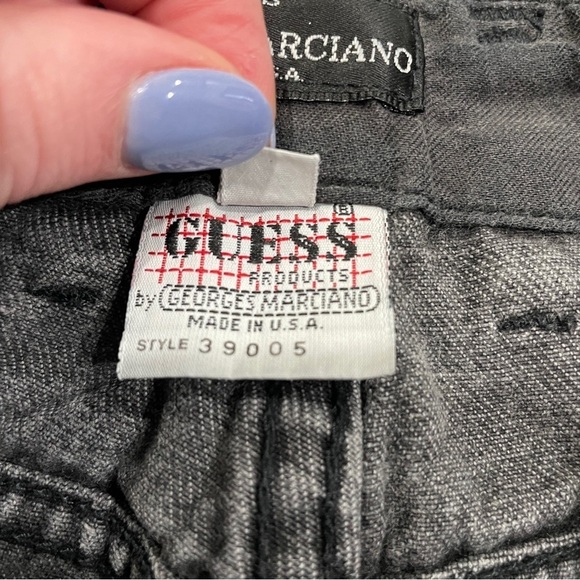 MARCIANO
GUESS ®
PRODUCTS
by GEORGES MARCIANO
MADE IN U.S.A.
STYLE 39005